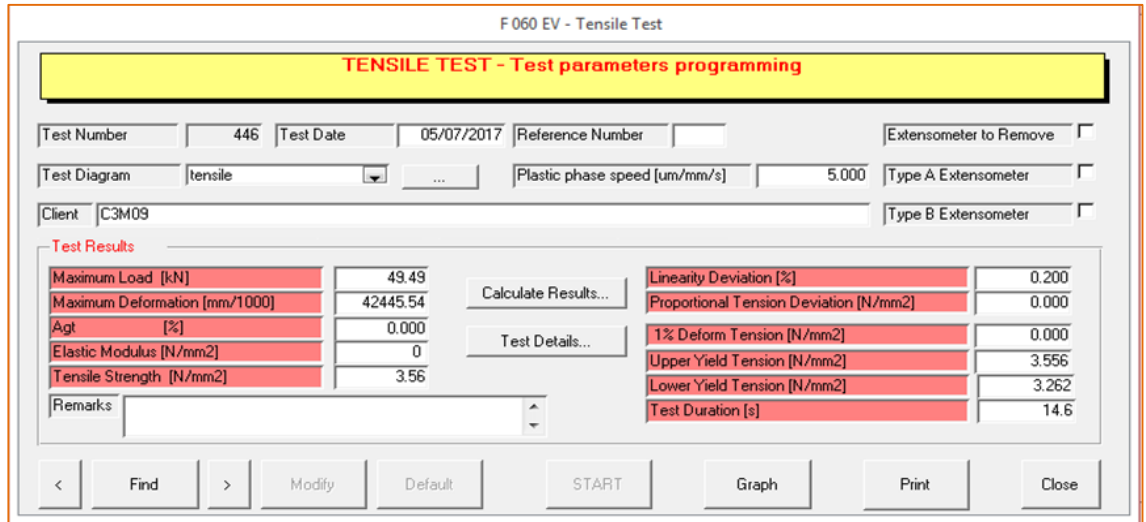 F 060 EV - Tensile Test
TENSILE TEST - Test parameters programming
Test Number 446 Test Date 05/07/2017 Reference Number Extensometer to Remove
Test Diagram tensile ... Plastic phase speed [um/mm/s] 5.000 Type A Extensometer
Client C3M09 Type B Extensometer
Test Results
Maximum Load [kN] 49.49 Calculate Results... Linearity Deviation [%] 0.200
Maximum Deformation [mm/1000] 42445.54 Proportional Tension Deviation [N/mm2] 0.000
Agt [%] 0.000 Test Details... 1% Deform Tension [N/mm2] 0.000
Elastic Modulus [N/mm2] 0 Upper Yield Tension [N/mm2] 3.556
Tensile Strength [N/mm2] 3.56 Lower Yield Tension [N/mm2] 3.262
Remarks Test Duration [s] 14.6
< Find > Modify Default START Graph Print Close